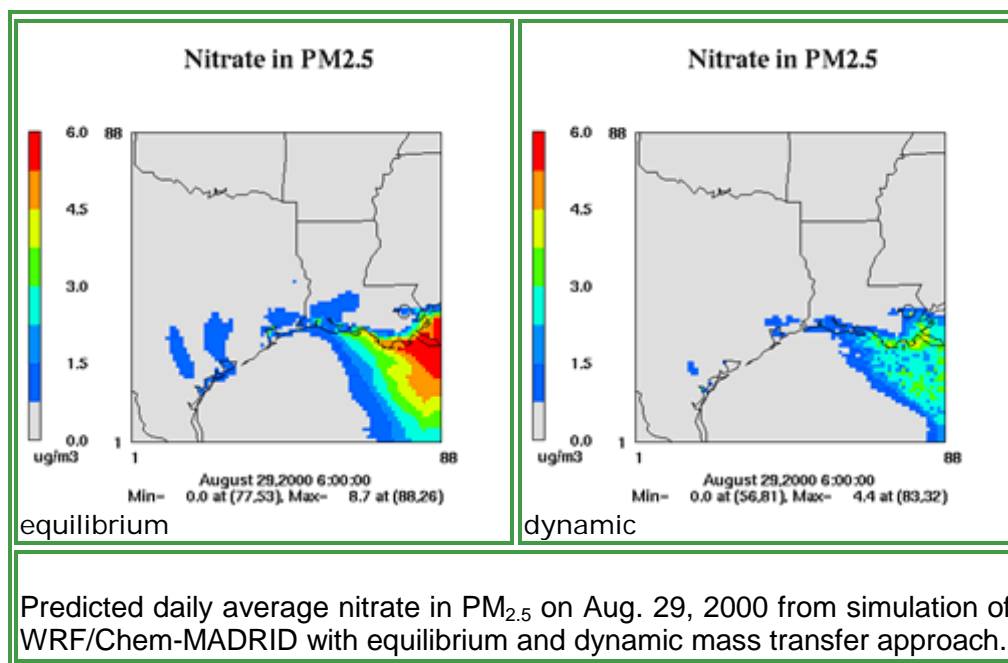 Nitrate in PM2.5
6.0
88
4.5
3.0
1.5
0.0
1
ug/m3
1
88
August 29,2000 6:00:00
Min= 0.0 at (77,53), Max= 8.7 at (88,26)
equilibrium
Nitrate in PM2.5
6.0
88
4.5
3.0
1.5
0.0
1
ug/m3
1
88
August 29,2000 6:00:00
Min= 0.0 at (56,81), Max= 4.4 at (83,32)
dynamic
Predicted daily average nitrate in PM2.5 on Aug. 29, 2000 from simulation of
WRF/Chem-MADRID with equilibrium and dynamic mass transfer approach.